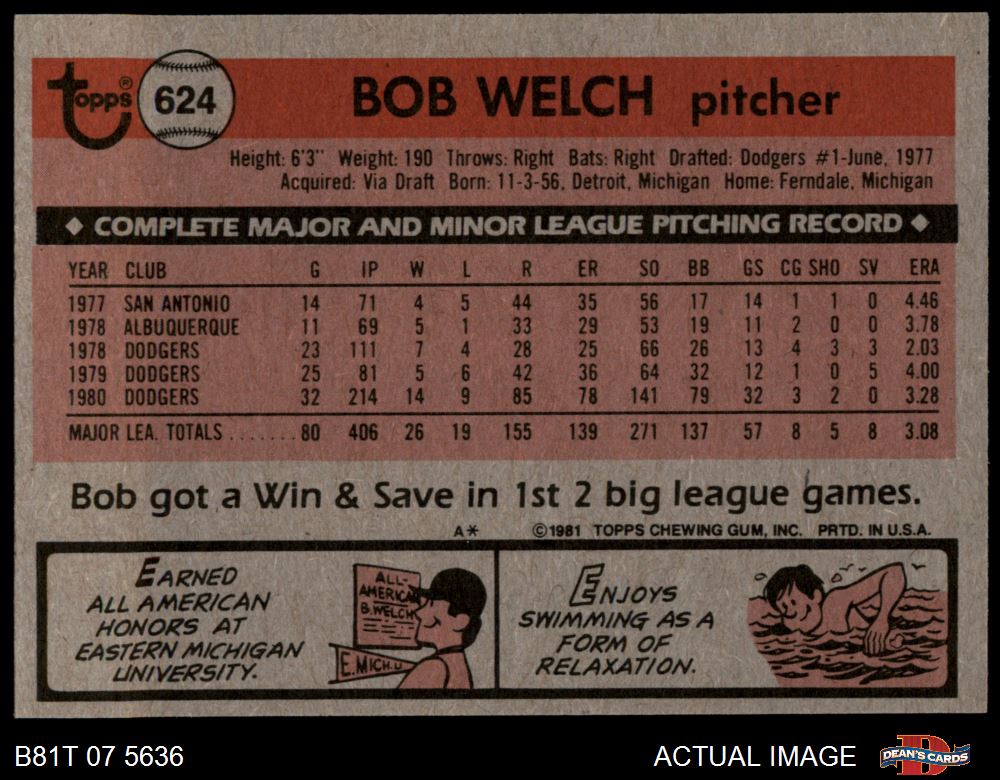 Topps® 624 BOB WELCH pitcher
Height: 6'3" Weight: 190 Throws: Right Bats: Right Drafted: Dodgers #1-June, 1977
Acquired: Via Draft Born: 11-3-56, Detroit, Michigan Home: Ferndale, Michigan
◆ COMPLETE MAJOR AND MINOR LEAGUE PITCHING RECORD ◆
YEAR CLUB G IP W L R ER SO BB GS CG SHO SV ERA
1977 SAN ANTONIO 14 71 4 5 44 35 56 17 14 1 1 0 4.46
1978 ALBUQUERQUE 11 69 5 1 33 29 53 19 11 2 0 0 3.78
1978 DODGERS 23 111 7 4 28 25 66 26 13 4 3 3 2.03
1979 DODGERS 25 81 5 6 42 36 64 32 12 1 0 5 4.00
1980 DODGERS 32 214 14 9 85 78 141 79 32 3 2 0 3.28
MAJOR LEA. TOTALS ....... 80 406 26 19 155 139 271 137 57 8 5 8 3.08
Bob got a Win & Save in 1st 2 big league games.
A* ©1981 TOPPS CHEWING GUM, INC. PRTD. IN U.S.A.
EARNED
ALL AMERICAN
HONORS AT
EASTERN MICHIGAN
UNIVERSITY.
ALL-
AMERICA
B. WELCH
E. MICH. U
ENJOYS
SWIMMING AS A
FORM OF
RELAXATION.
B81T 07 5636 ACTUAL IMAGE DEAN'S CARDS